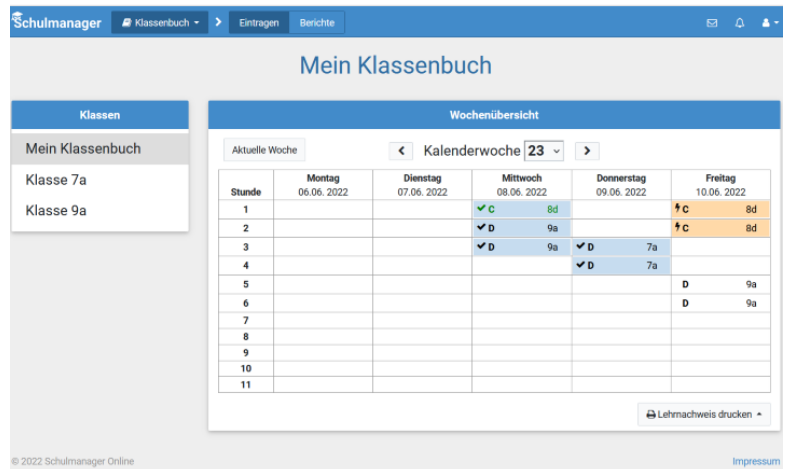 Schulmanager Klassenbuch Eintragen Berichte
Mein Klassenbuch
Klassen
Mein Klassenbuch
Klasse 7a
Klasse 9a
Wochenübersicht
Aktuelle Woche Kalenderwoche 23
Stunde Montag 06.06. 2022 Dienstag 07.06. 2022 Mittwoch 08.06. 2022 Donnerstag 09.06. 2022 Freitag 10.06. 2022
1 C 8d C 8d
2 D 9a C 8d
3 D 9a D 7a
4 D 7a
5 D 9a
6 D 9a
7
8
9
10
11
Lehrnachweis drucken
© 2022 Schulmanager Online Impressum